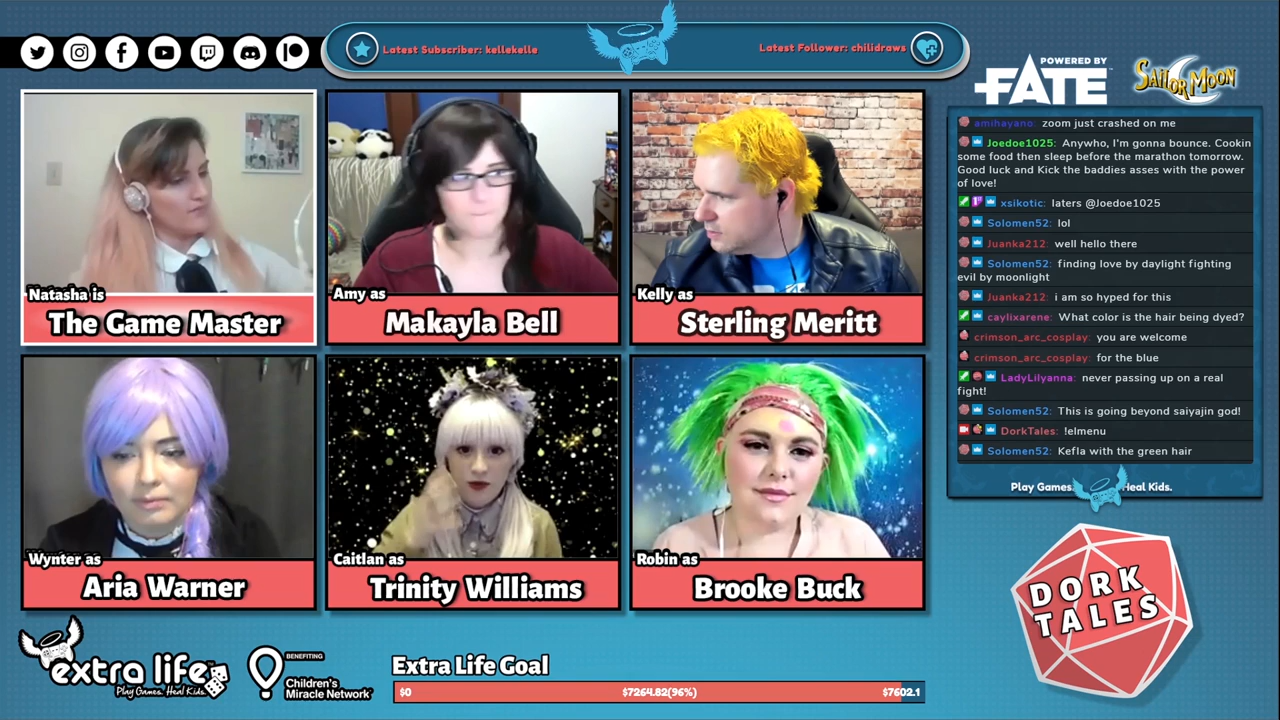 Latest Subscriber: kellekelle
Latest Follower: chilidraws
POWERED BY
FATE™
SAILOR MOON
Natasha is
The Game Master
Amy as
Makayla Bell
Kelly as
Sterling Meritt
Wynter as
Aria Warner
Caitlan as
Trinity Williams
Robin as
Brooke Buck
amihayano: zoom just crashed on me
Joedoe1025: Anywho, I'm gonna bounce. Cookin
some food then sleep before the marathon tomorrow.
Good luck and Kick the baddies asses with the power
of love!
xsikotic: laters @Joedoe1025
Solomen52: lol
Juanka212: well hello there
Solomen52: finding love by daylight fighting
evil by moonlight
Juanka212: i am so hyped for this
caylixarene: What color is the hair being dyed?
crimson_arc_cosplay: you are welcome
crimson_arc_cosplay: for the blue
LadyLilyanna: never passing up on a real
fight!
Solomen52: This is going beyond saiyajin god!
DorkTales: !elmenu
Solomen52: Kefla with the green hair
Play Games. Heal Kids.
DORK
TALES
extra life
Play Games. Heal Kids.
BENEFITING
Children's
Miracle Network
Extra Life Goal
$0 $7264.82(96%) $7602.1